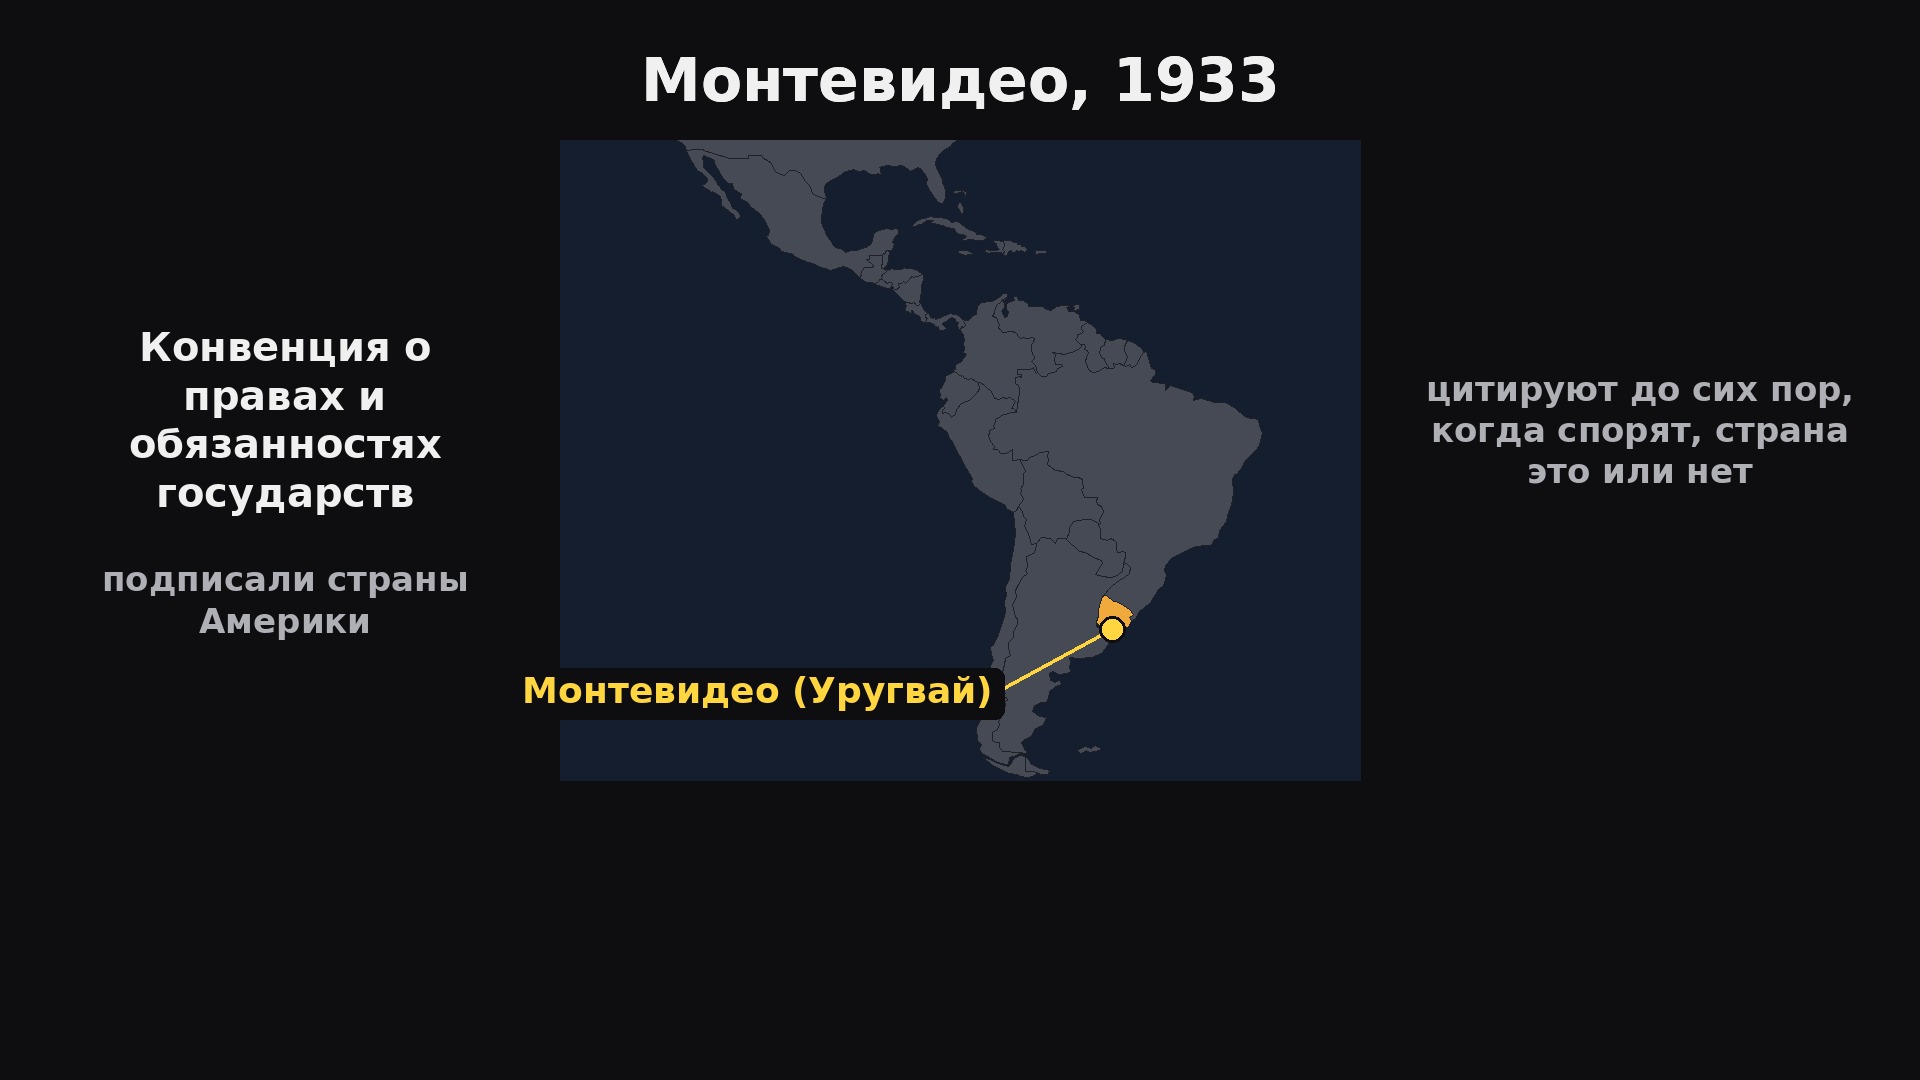 Монтевидео, 1933
Конвенция о
правах и
обязанностях
государств
подписали страны
Америки
цитируют до сих пор,
когда спорят, страна
это или нет
Монтевидео (Уругвай)